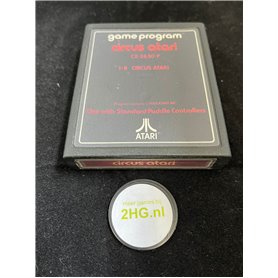 game program
circus atari
1-8 CIRCUS ATARI
Use with Standard Paddle Controllers
ATARI
circus atari
meer games bij
2HG.nl